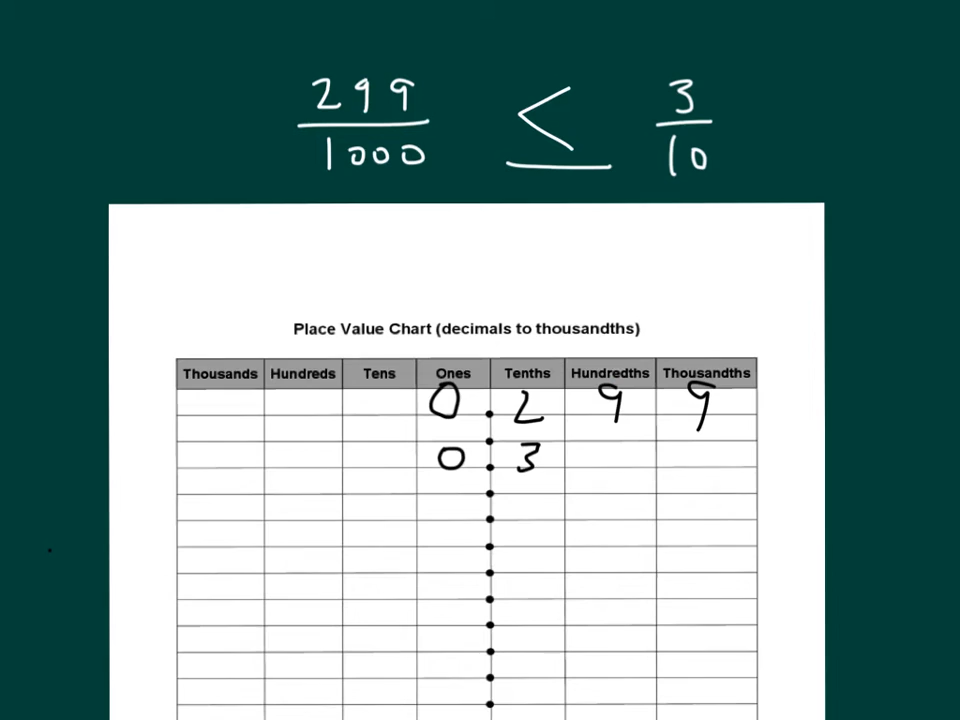 299 < 3
1000 10
Place Value Chart (decimals to thousandths)
Thousands Hundreds Tens Ones Tenths Hundredths Thousandths
0 . 2 9 9
0 . 3